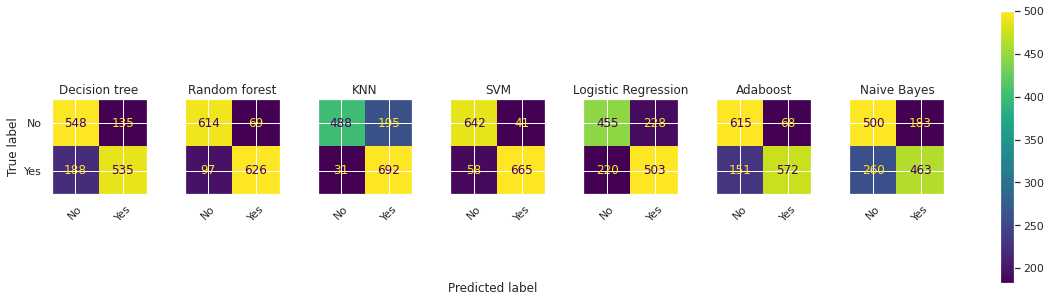 Decision tree Random forest KNN SVM Logistic Regression Adaboost Naive Bayes
True label
No 548 135 614 69 488 195 642 41 455 228 615 68 500 183
Yes 188 535 97 626 31 692 58 665 220 503 151 572 260 463
No Yes No Yes No Yes No Yes No Yes No Yes No Yes
Predicted label
500
450
400
350
300
250
200